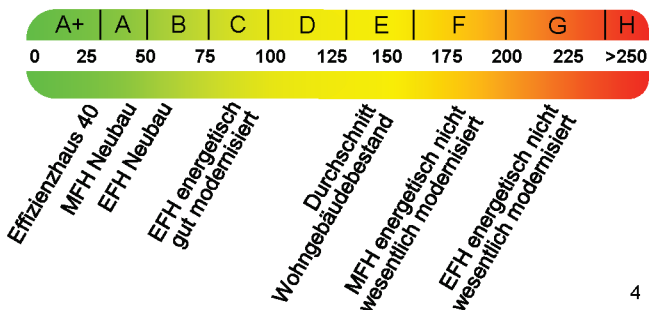 A+ A B C D E F G H
0 25 50 75 100 125 150 175 200 225 >250
Effizienzhaus 40
MFH Neubau
EFH Neubau
EFH energetisch
gut modernisiert
Durchschnitt
Wohngebäudebestand
MFH energetisch nicht
wesentlich modernisiert
EFH energetisch nicht
wesentlich modernisiert
4